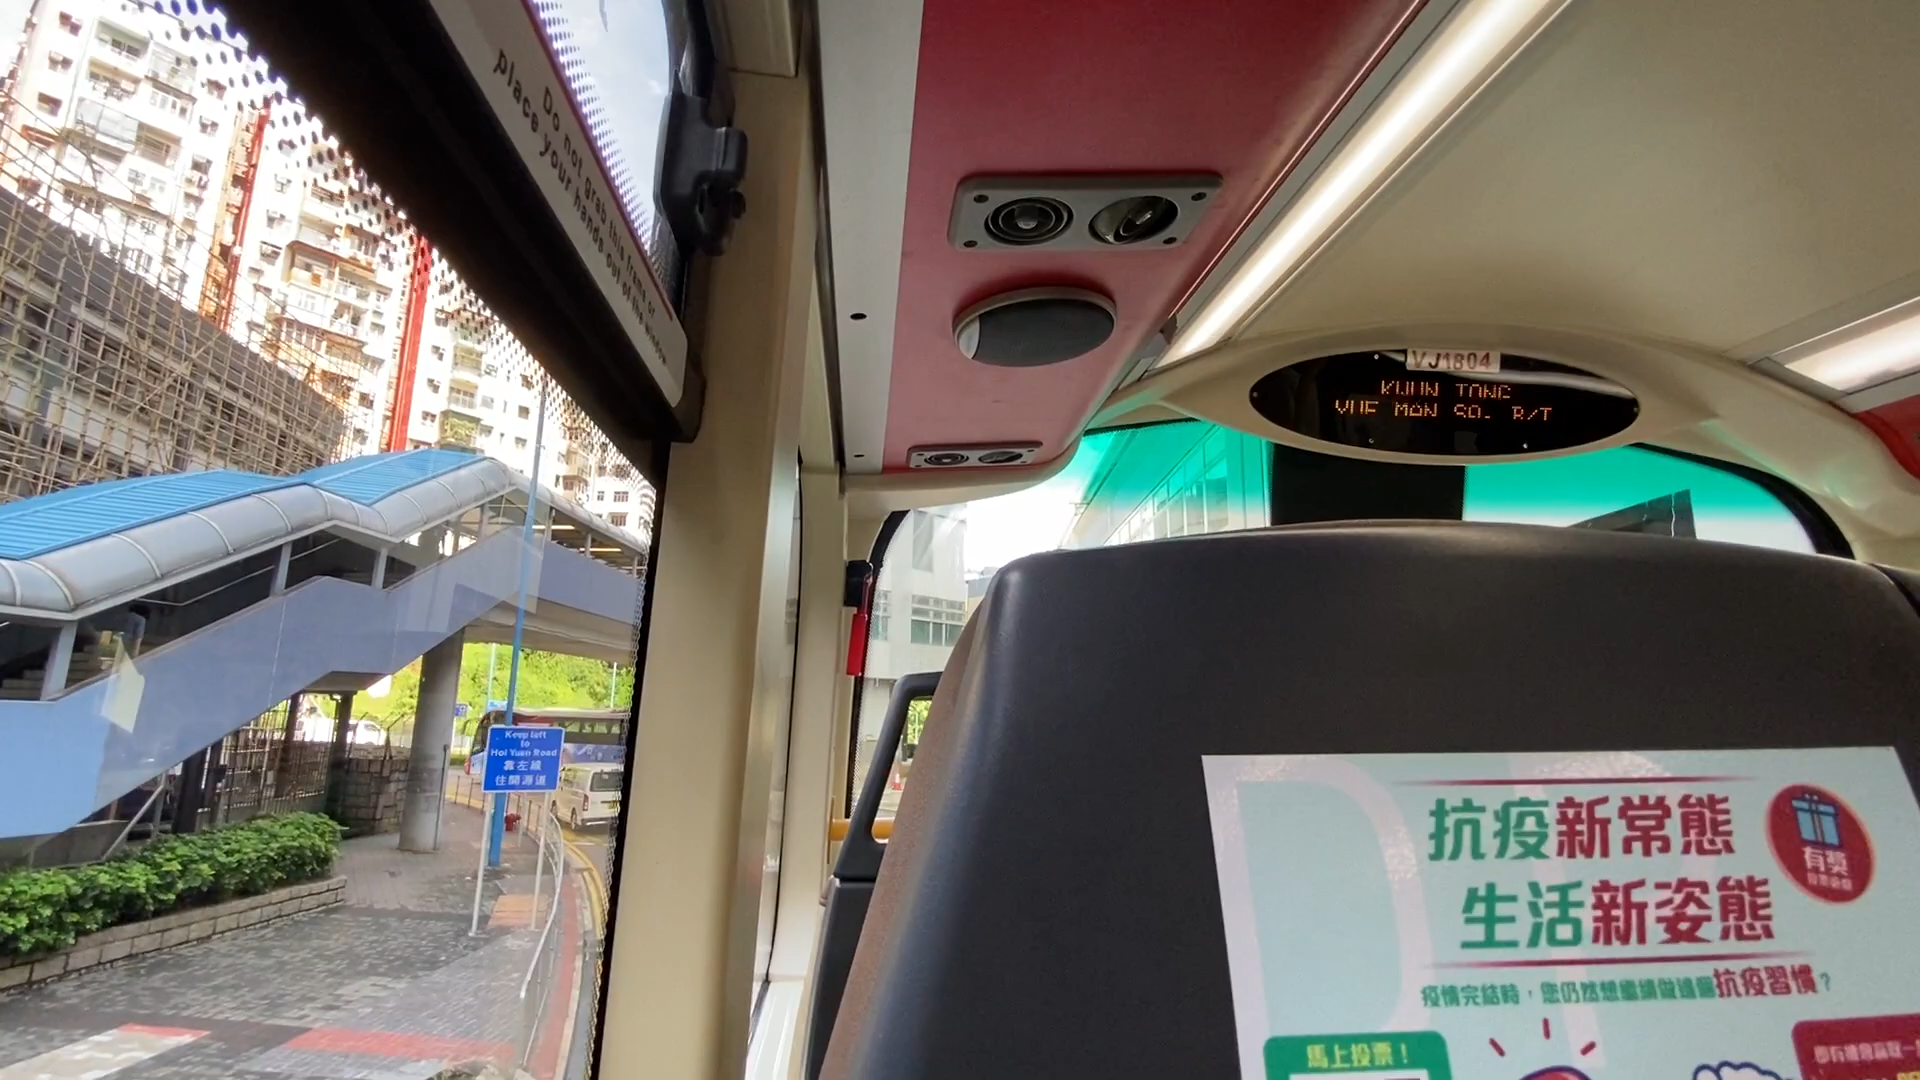 Do not grab this frame or
place your hands out of the window
VJ1804
KWUN TONG
YUE MAN SQ. R/T
Keep left
to
Hoi Yuen Road
靠左線
往開源道
抗疫新常態
生活新姿態
有獎
疫情完結時，您仍然想繼續做這個抗疫習慣？
馬上投票！